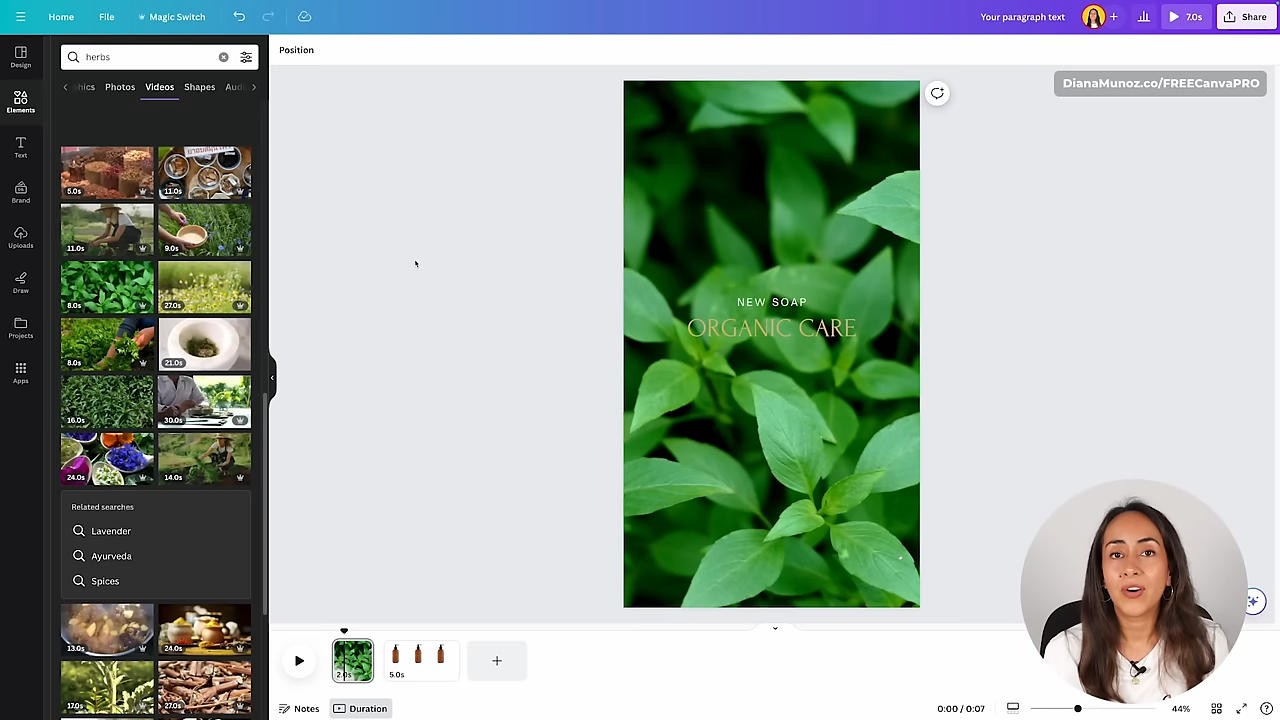 Home
File
Magic Switch
Your paragraph text
7.0s
Share
Design
Elements
Text
Brand
Uploads
Draw
Projects
Apps
herbs
hics
Photos
Videos
Shapes
Aud
Position
DianaMunoz.co/FREECanvaPRO
5.0s
11.0s
11.0s
9.0s
8.0s
27.0s
8.0s
21.0s
16.0s
30.0s
24.0s
14.0s
Related searches
Lavender
Ayurveda
Spices
13.0s
24.0s
17.0s
27.0s
NEW SOAP
ORGANIC CARE
2.0s
5.0s
Notes
Duration
0:00 / 0:07
44%